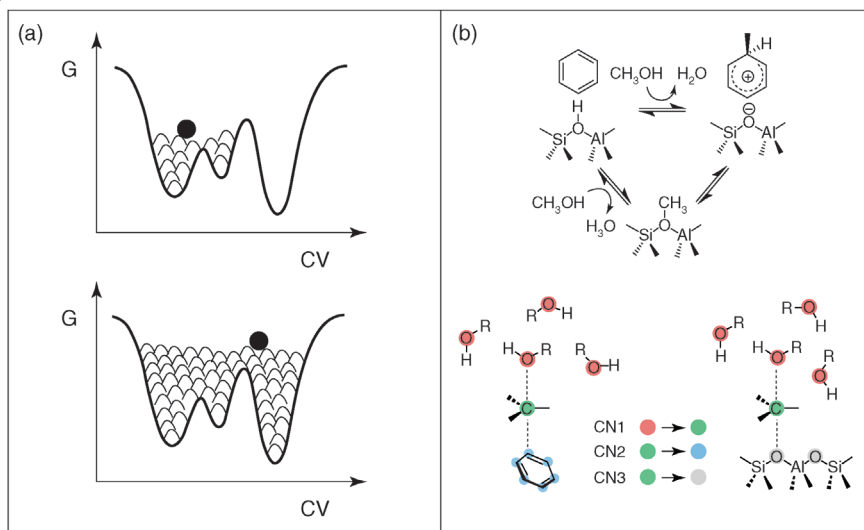 (a)
G
CV
G
CV
(b)
H
CH₃OH H₂O
H
O
Si Al
⊕
⊖
O
Si Al
CH₃OH
H₃O
CH₃
O
Si Al
R O H
R O H
H O R
R O H
C
CN1
CN2
CN3
R O H
R O H
H O R
R O H
C
O O
Si Al Si